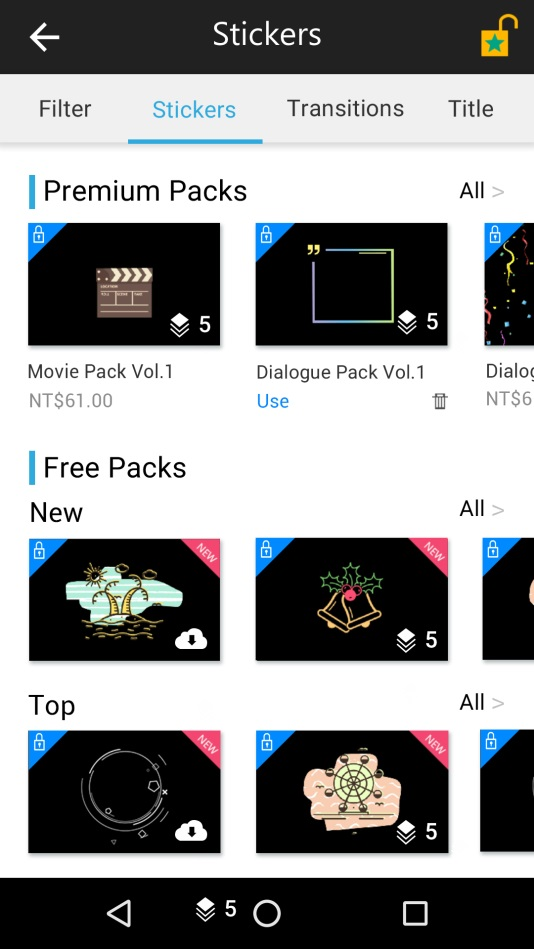 Stickers
Filter Stickers Transitions Title
Premium Packs All >
5 5
Movie Pack Vol.1 Dialogue Pack Vol.1 Dialog
NT$61.00 Use NT$6
Free Packs
New All >
NEW NEW
5
Top All >
NEW NEW
5
5